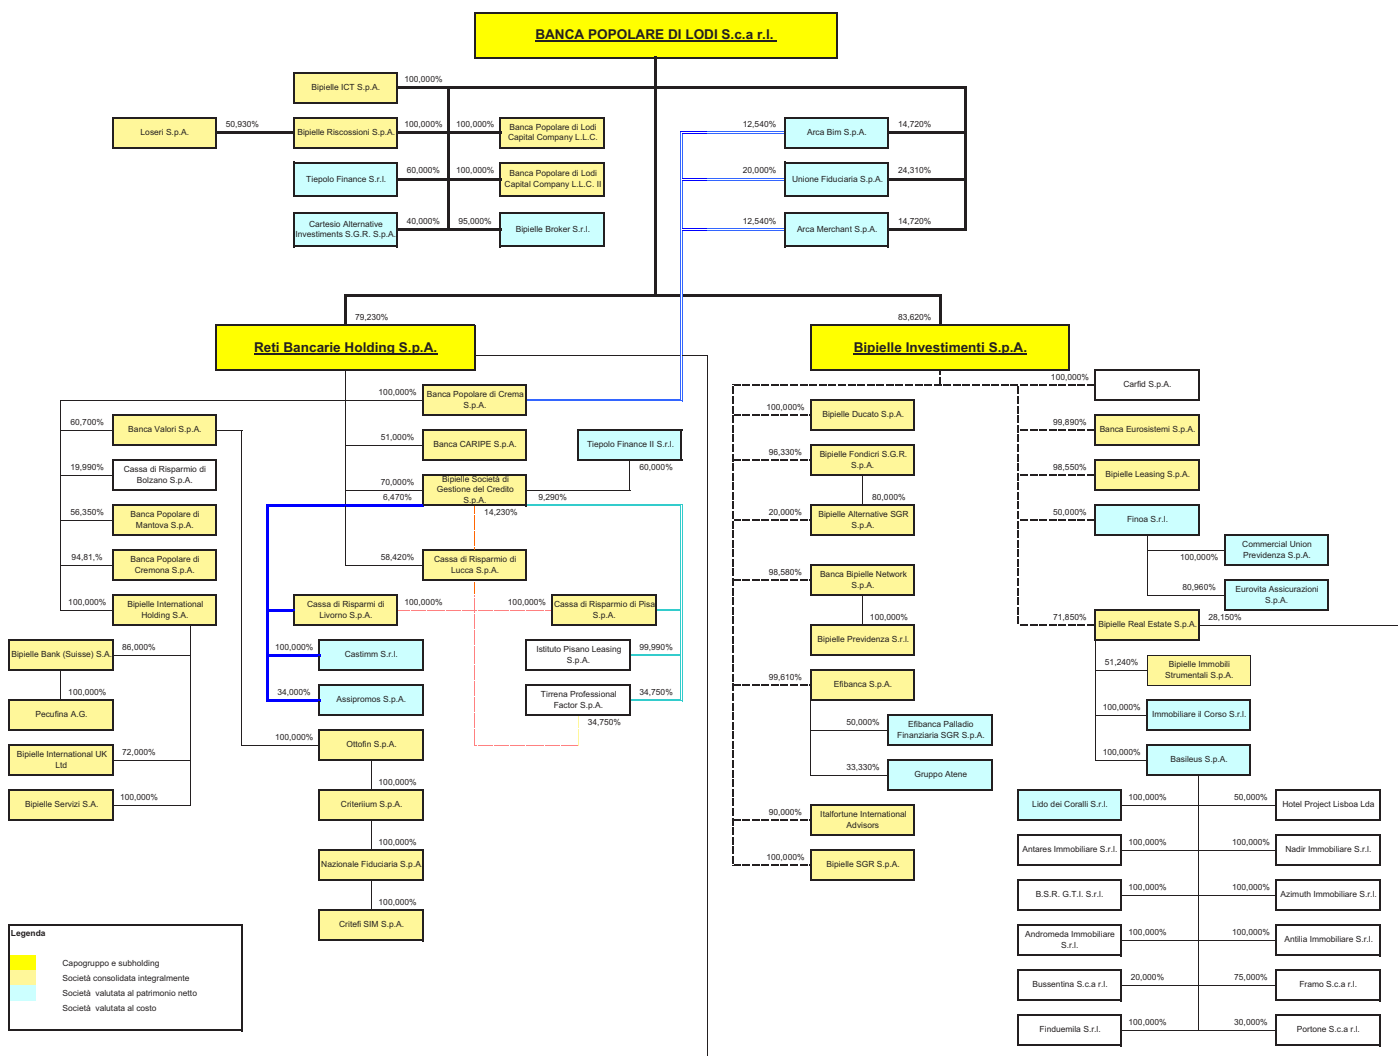 BANCA POPOLARE DI LODI S.c.a r.l.
Bipielle ICT S.p.A.
100,000%
Loseri S.p.A.
50,930%
Bipielle Riscossioni S.p.A.
100,000%
100,000%
Banca Popolare di Lodi
Capital Company L.L.C.
12,540%
Arca Bim S.p.A.
14,720%
Tiepolo Finance S.r.l.
60,000%
100,000%
Banca Popolare di Lodi
Capital Company L.L.C. II
20,000%
Unione Fiduciaria S.p.A.
24,310%
Cartesio Alternative
Investiments S.G.R. S.p.A.
40,000%
95,000%
Bipielle Broker S.r.l.
12,540%
Arca Merchant S.p.A.
14,720%
79,230%
83,620%
Reti Bancarie Holding S.p.A.
Bipielle Investimenti S.p.A.
100,000%
Banca Popolare di Crema
S.p.A.
60,700%
Banca Valori S.p.A.
51,000%
Banca CARIPE S.p.A.
Tiepolo Finance II S.r.l.
60,000%
19,990%
Cassa di Risparmio di
Bolzano S.p.A.
70,000%
6,470%
Bipielle Società di
Gestione del Credito
S.p.A.
9,290%
14,230%
56,350%
Banca Popolare di
Mantova S.p.A.
94,81,%
Banca Popolare di
Cremona S.p.A.
58,420%
Cassa di Risparmio di
Lucca S.p.A.
100,000%
Bipielle International
Holding S.A.
Cassa di Risparmi di
Livorno S.p.A.
100,000%
100,000%
Cassa di Risparmio di Pisa
S.p.A.
Bipielle Bank (Suisse) S.A.
86,000%
100,000%
Castimm S.r.l.
Istituto Pisano Leasing
S.p.A.
99,990%
100,000%
Pecufina A.G.
34,000%
Assipromos S.p.A.
Tirrena Professional
Factor S.p.A.
34,750%
34,750%
Bipielle International UK
Ltd
72,000%
100,000%
Ottofin S.p.A.
100,000%
Bipielle Servizi S.A.
100,000%
Criteriium S.p.A.
100,000%
Nazionale Fiduciaria S.p.A.
100,000%
Critefi SIM S.p.A.
100,000%
Carfid S.p.A.
100,000%
Bipielle Ducato S.p.A.
99,890%
Banca Eurosistemi S.p.A.
96,330%
Bipielle Fondicri S.G.R.
S.p.A.
98,550%
Bipielle Leasing S.p.A.
80,000%
20,000%
Bipielle Alternative SGR
S.p.A.
50,000%
Finoa S.r.l.
100,000%
Commercial Union
Previdenza S.p.A.
98,580%
Banca Bipielle Network
S.p.A.
80,960%
Eurovita Assicurazioni
S.p.A.
100,000%
Bipielle Previdenza S.r.l.
71,850%
Bipielle Real Estate S.p.A.
28,150%
99,610%
Efibanca S.p.A.
51,240%
Bipielle Immobili
Strumentali S.p.A.
50,000%
Efibanca Palladio
Finanziaria SGR S.p.A.
100,000%
Immobiliare il Corso S.r.l.
33,330%
Gruppo Atene
100,000%
Basileus S.p.A.
90,000%
Italfortune International
Advisors
100,000%
Bipielle SGR S.p.A.
Lido dei Coralli S.r.l.
100,000%
50,000%
Hotel Project Lisboa Lda
Antares Immobiliare S.r.l.
100,000%
100,000%
Nadir Immobiliare S.r.l.
B.S.R. G.T.I. S.r.l.
100,000%
100,000%
Azimuth Immobiliare S.r.l.
Andromeda Immobiliare
S.r.l.
100,000%
100,000%
Antilia Immobiliare S.r.l.
Bussentina S.c.a r.l.
20,000%
75,000%
Framo S.c.a r.l.
Finduemila S.r.l.
100,000%
30,000%
Portone S.c.a r.l.
Legenda
Capogruppo e subholding
Società consolidata integralmente
Società valutata al patrimonio netto
Società valutata al costo